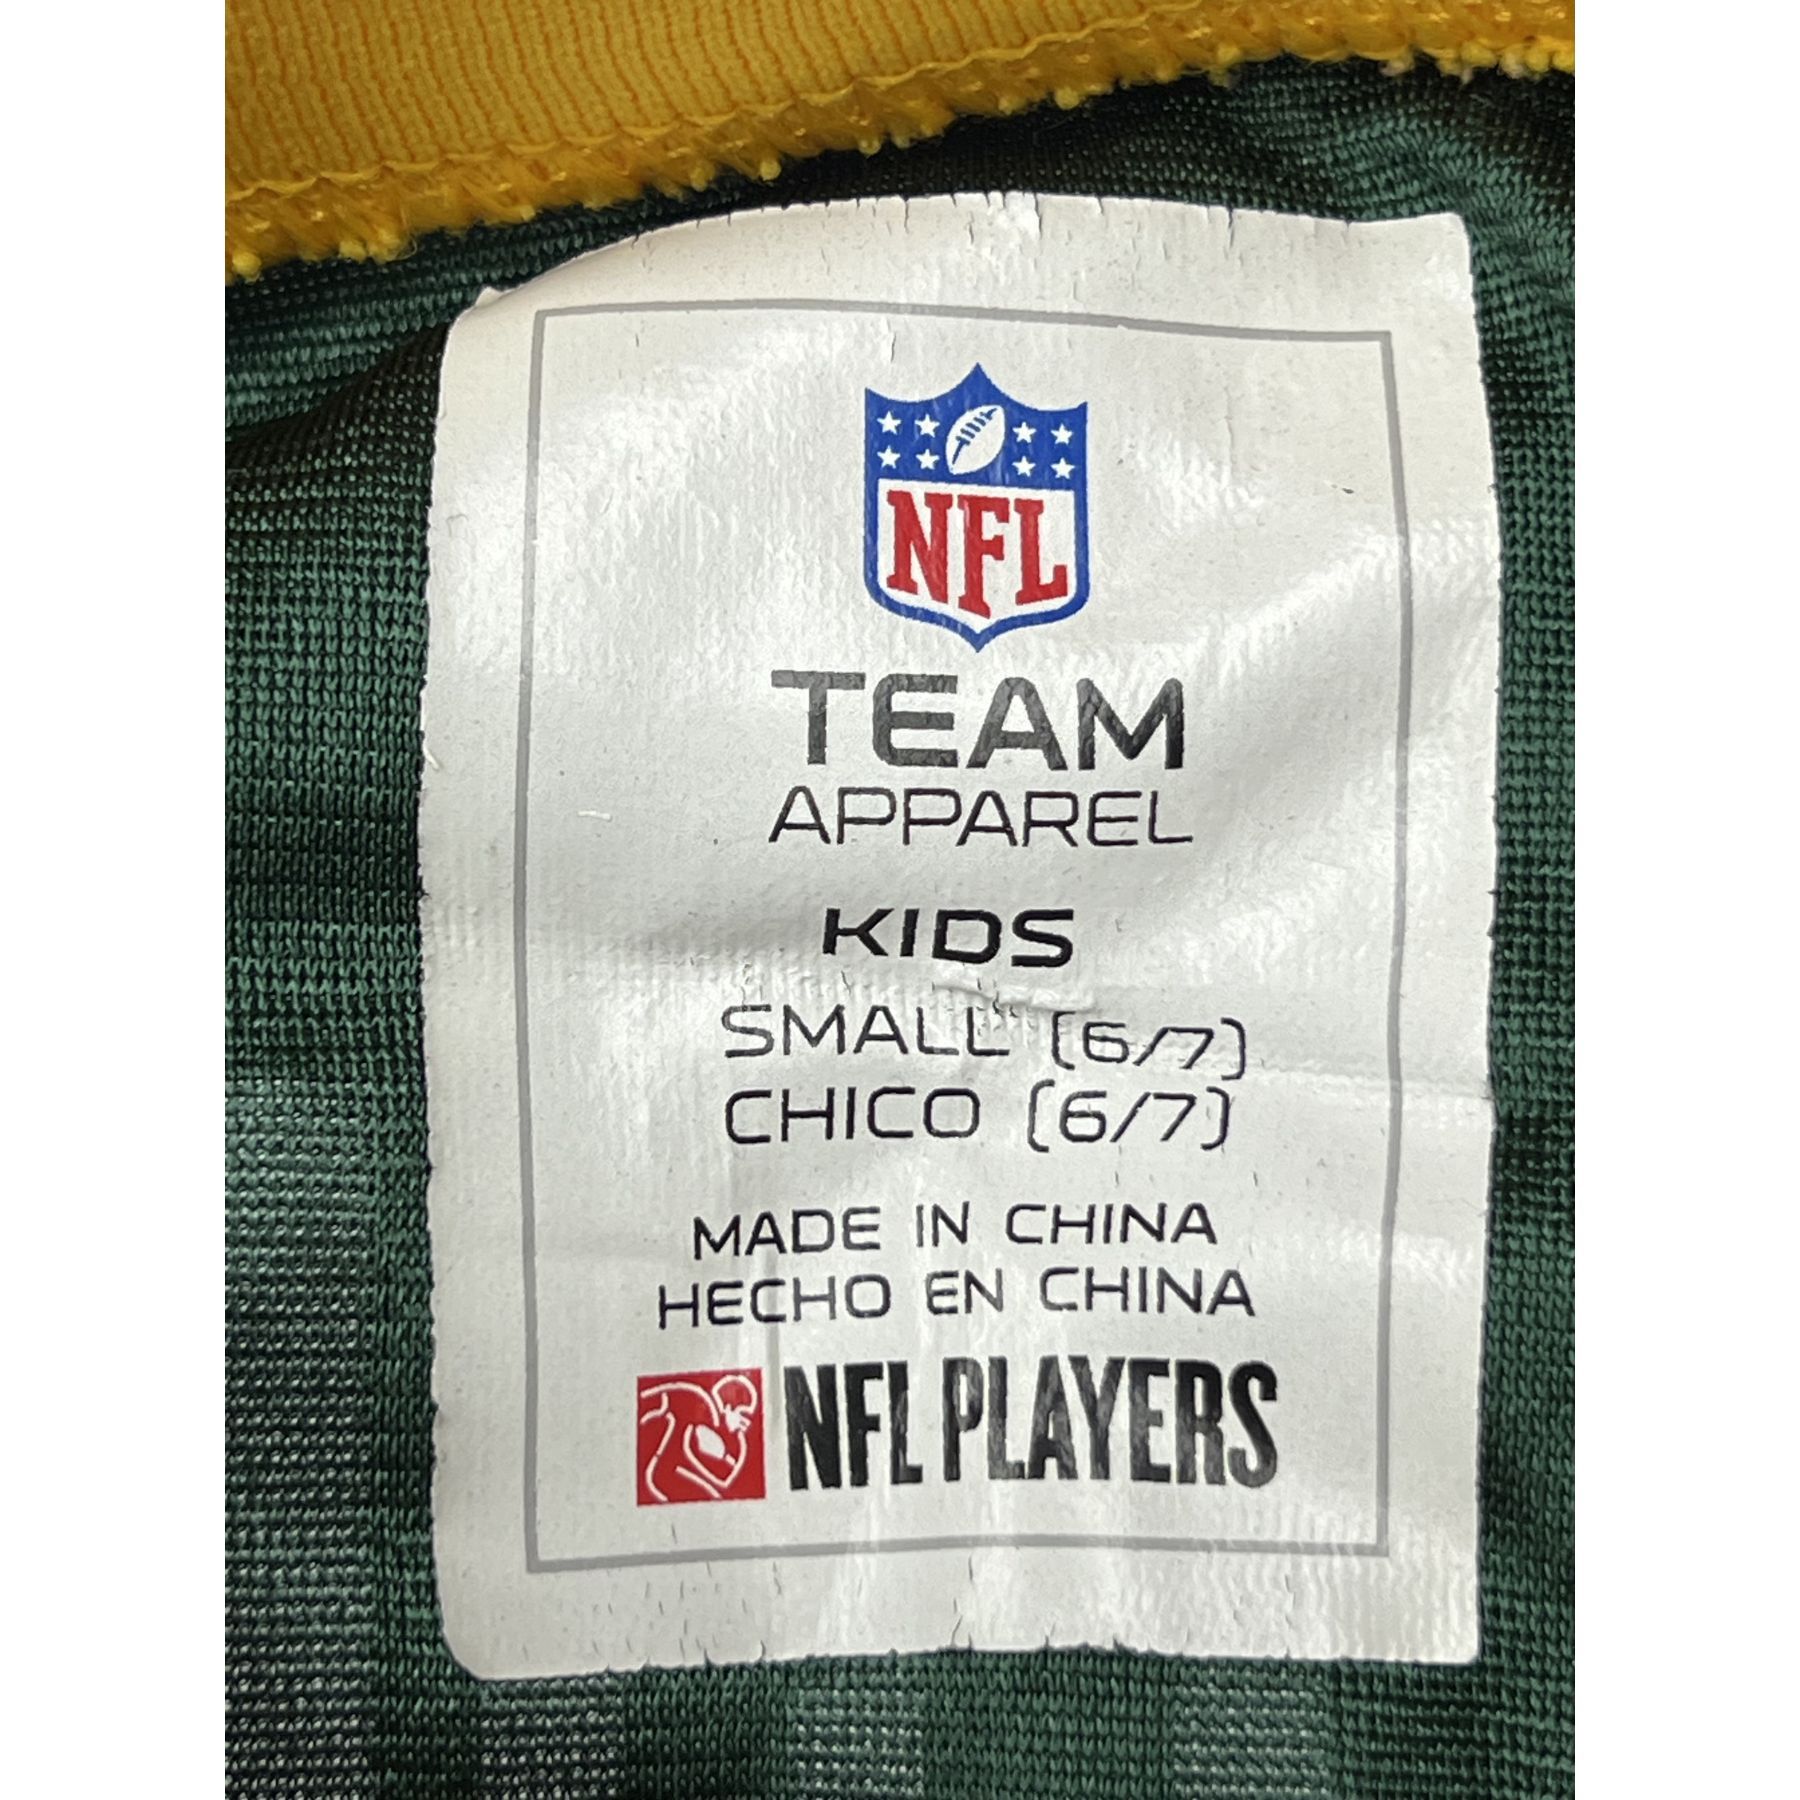 NFL
TEAM
APPAREL
KIDS
SMALL (6/7)
CHICO (6/7)
MADE IN CHINA
HECHO EN CHINA
NFL PLAYERS